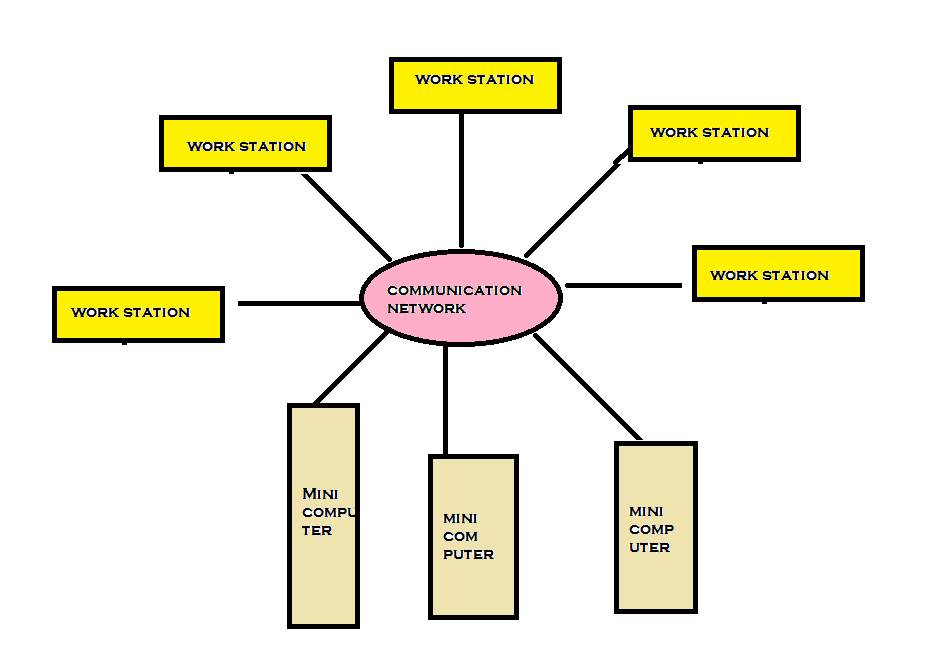 WORK STATION
WORK STATION
WORK STATION
WORK STATION
WORK STATION
COMMUNICATION
NETWORK
MINI
COMPU
TER
MINI
COM
PUTER
MINI
COMP
UTER